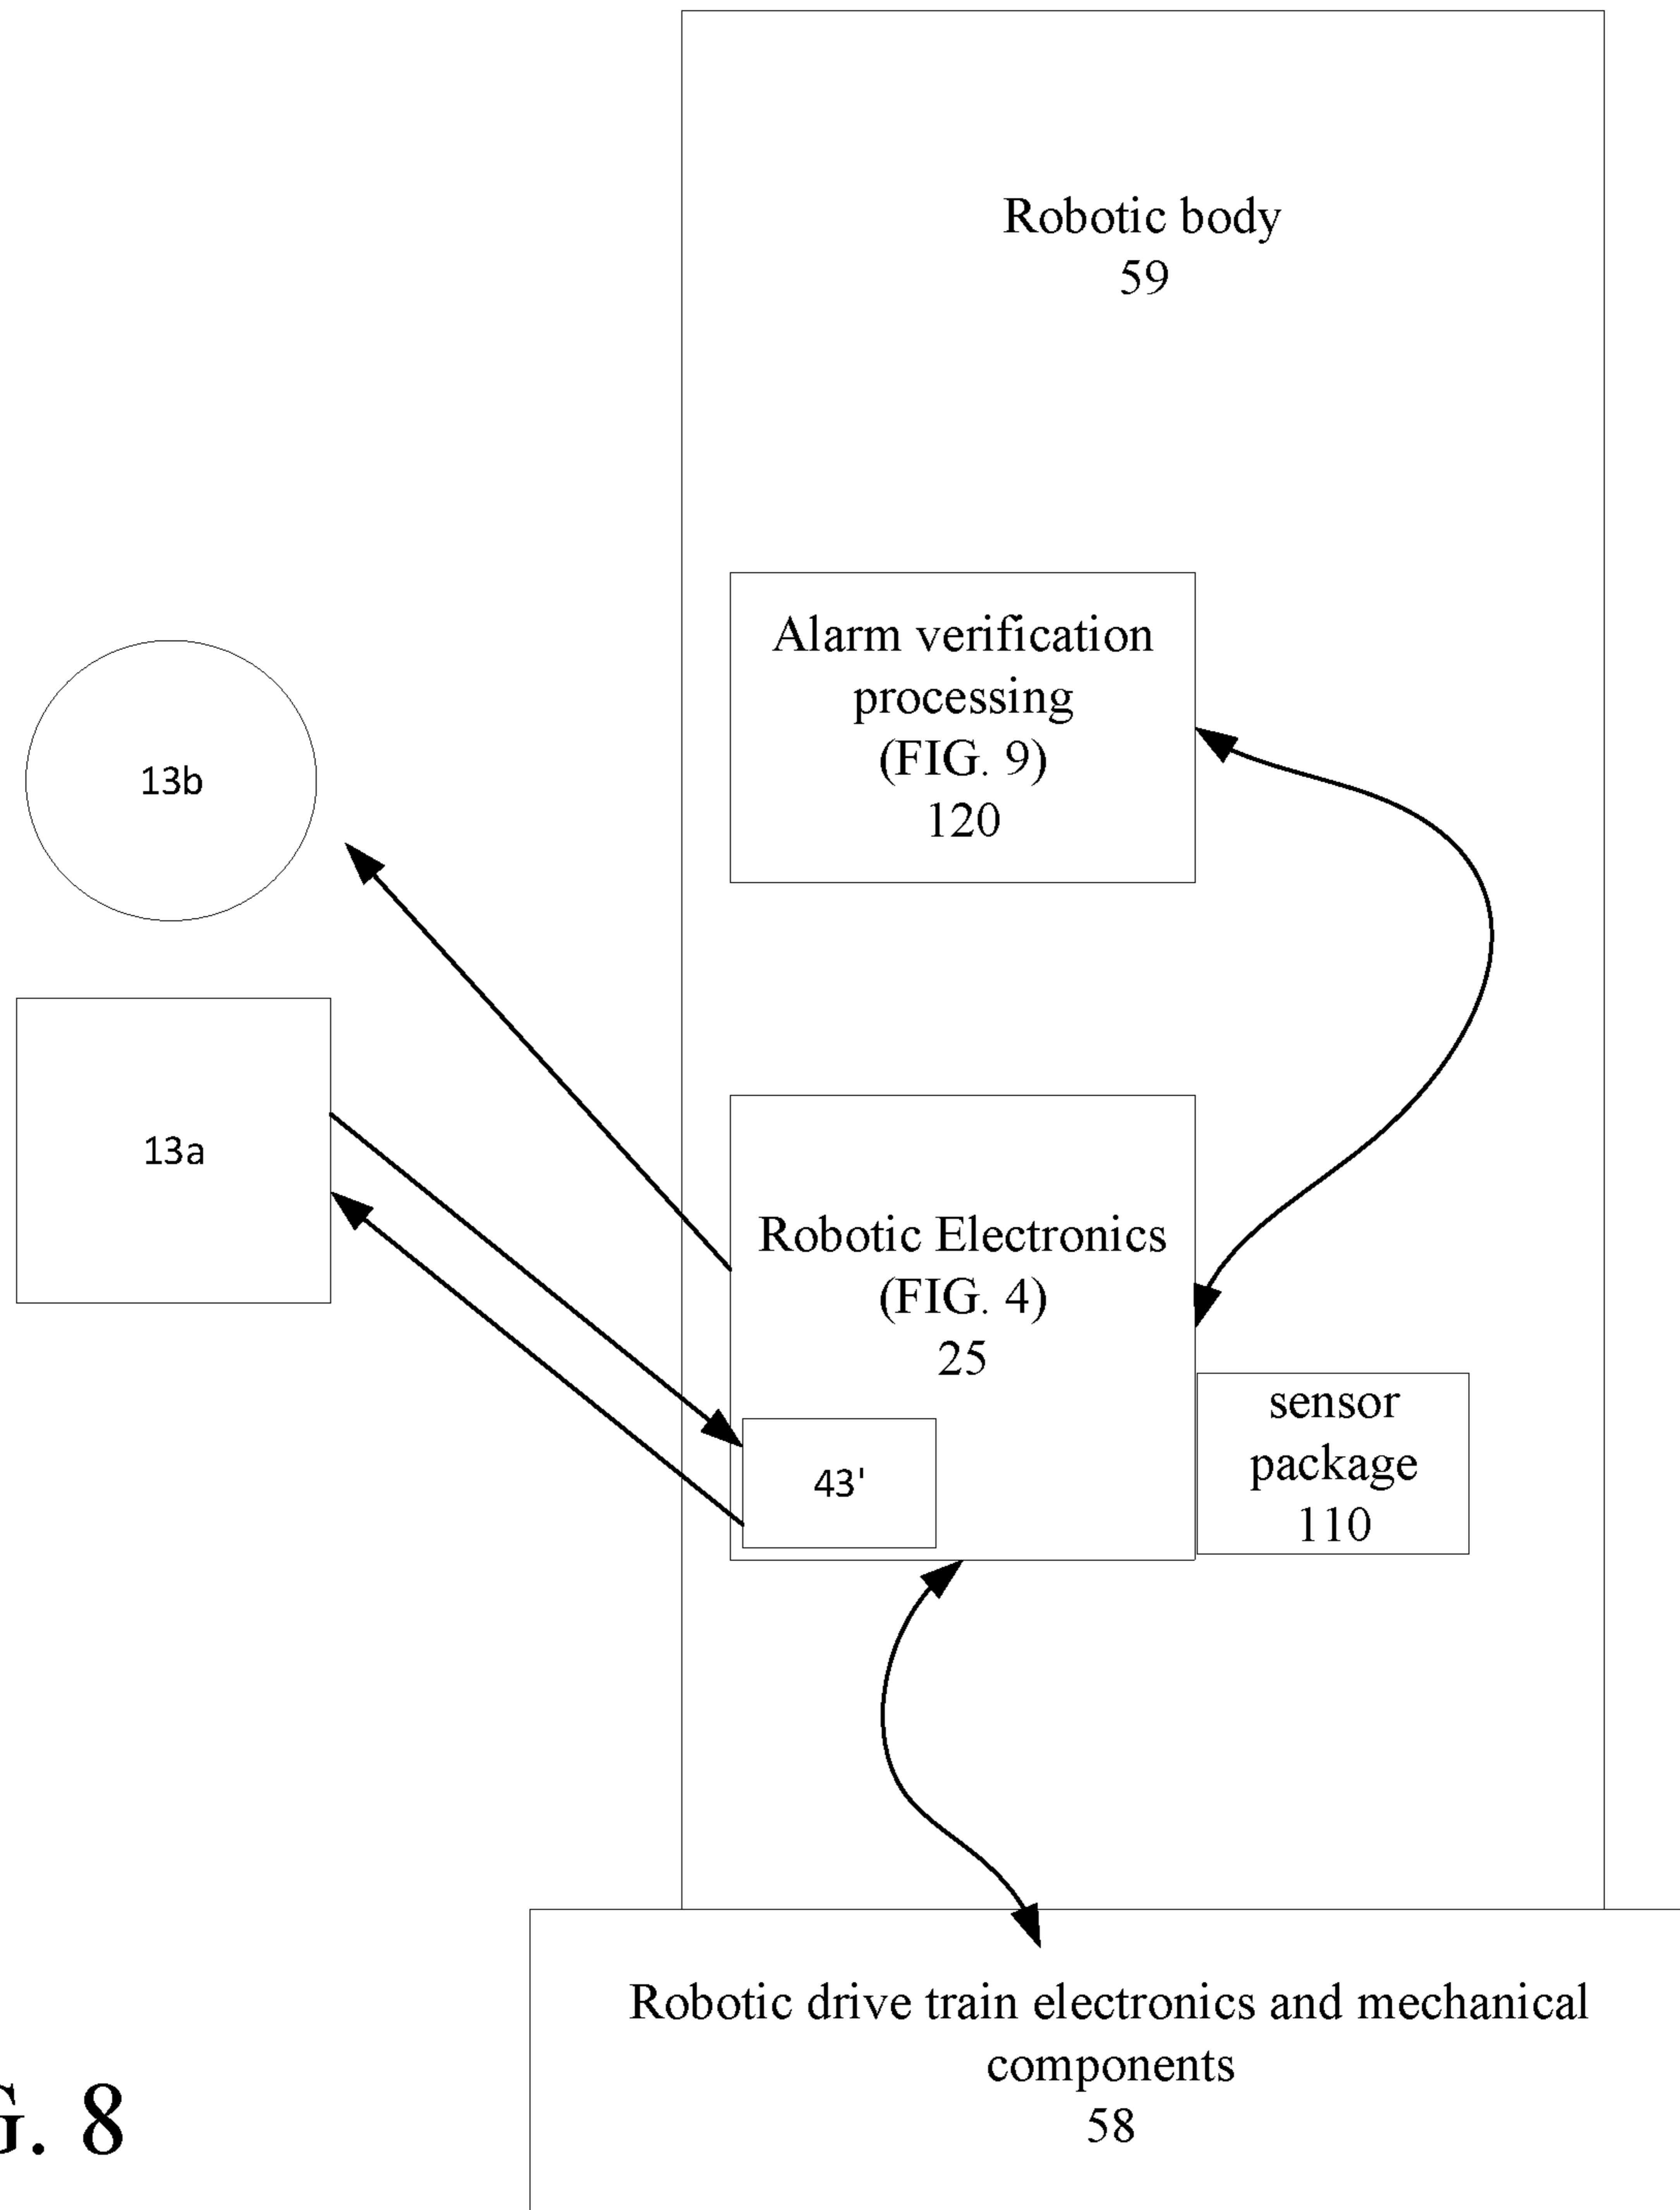 Robotic body
59
Alarm verification
processing
(FIG. 9)
120
13b
13a
Robotic Electronics
(FIG. 4)
25
43'
sensor
package
110
Robotic drive train electronics and mechanical
components
58
G. 8